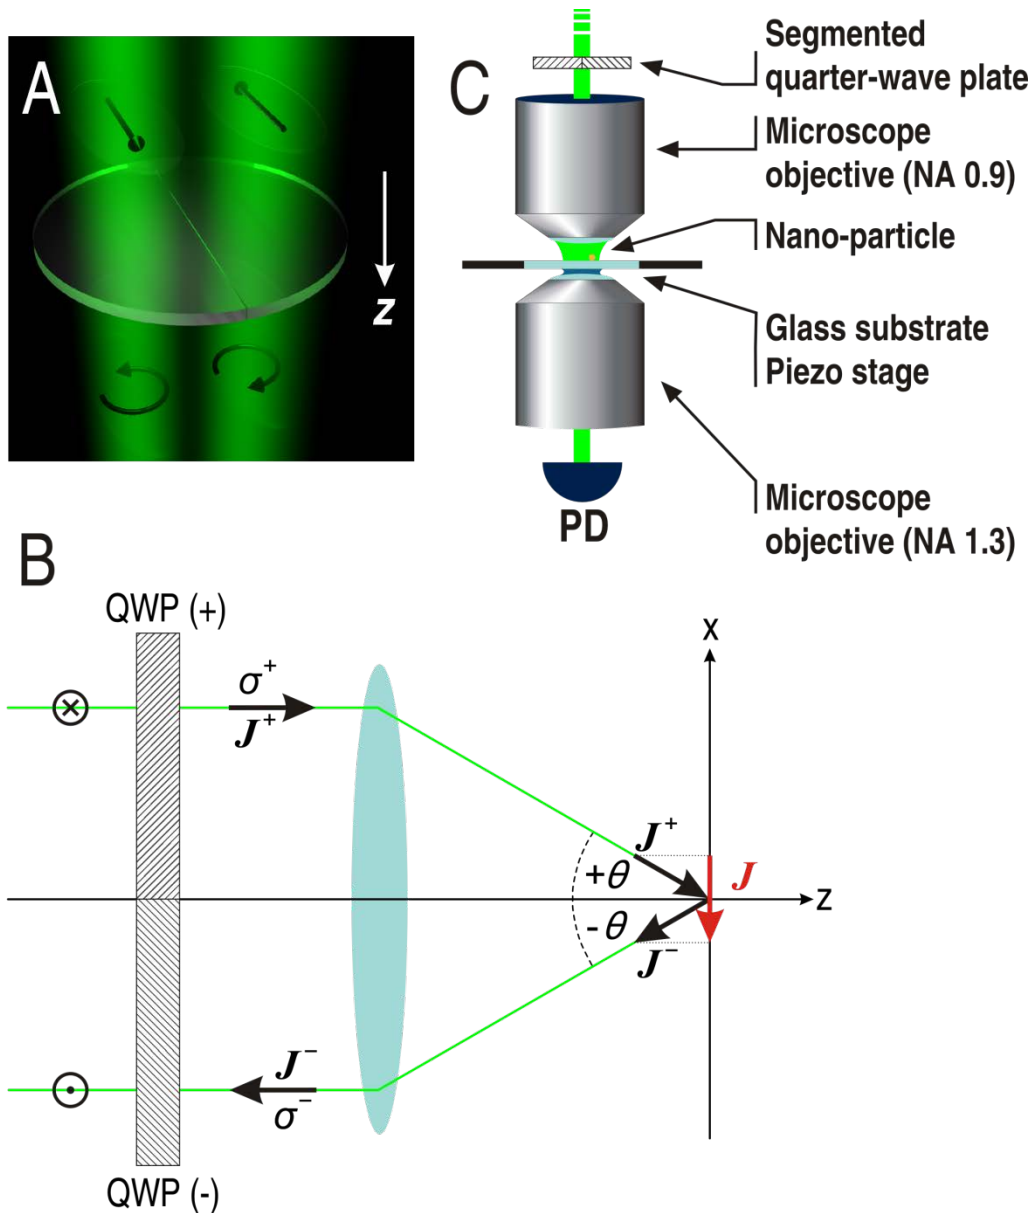 A
z
C
Segmented
quarter-wave plate
Microscope
objective (NA 0.9)
Nano-particle
Glass substrate
Piezo stage
Microscope
objective (NA 1.3)
PD
B
QWP (+)
σ⁺
J⁺
x
J⁺
+θ
J
z
-θ
J⁻
J⁻
σ⁻
QWP (-)